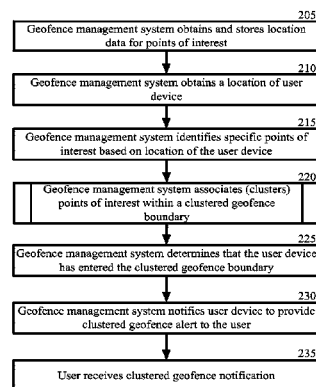 205
Geofence management system obtains and stores location
data for points of interest
210
Geofence management system obtains a location of user
device
215
Geofence management system identifies specific points of
interest based on location of the user device
220
Geofence management system associates (clusters)
points of interest within a clustered geofence
boundary
225
Geofence management system determines that the user device
has entered the clustered geofence boundary
230
Geofence management system notifies user device to provide
clustered geofence alert to the user
235
User receives clustered geofence notification